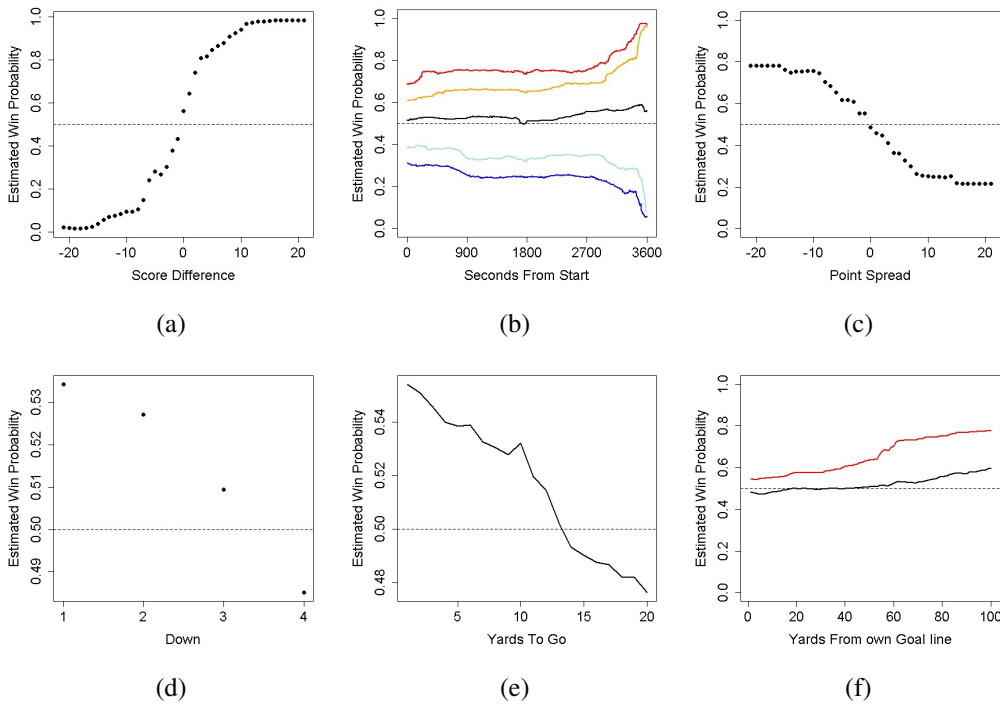 Estimated Win Probability
0.0 0.2 0.4 0.6 0.8 1.0
-20 -10 0 10 20
Score Difference
(a)
Estimated Win Probability
0.0 0.2 0.4 0.6 0.8 1.0
0 900 1800 2700 3600
Seconds From Start
(b)
Estimated Win Probability
0.0 0.2 0.4 0.6 0.8 1.0
-20 -10 0 10 20
Point Spread
(c)
Estimated Win Probability
0.49 0.50 0.51 0.52 0.53
1 2 3 4
Down
(d)
Estimated Win Probability
0.48 0.50 0.52 0.54
5 10 15 20
Yards To Go
(e)
Estimated Win Probability
0.0 0.2 0.4 0.6 0.8 1.0
0 20 40 60 80 100
Yards From own Goal line
(f)